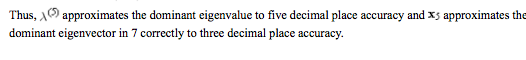 Thus, λ⁽⁵⁾ approximates the dominant eigenvalue to five decimal place accuracy and x₅ approximates the
dominant eigenvector in 7 correctly to three decimal place accuracy.